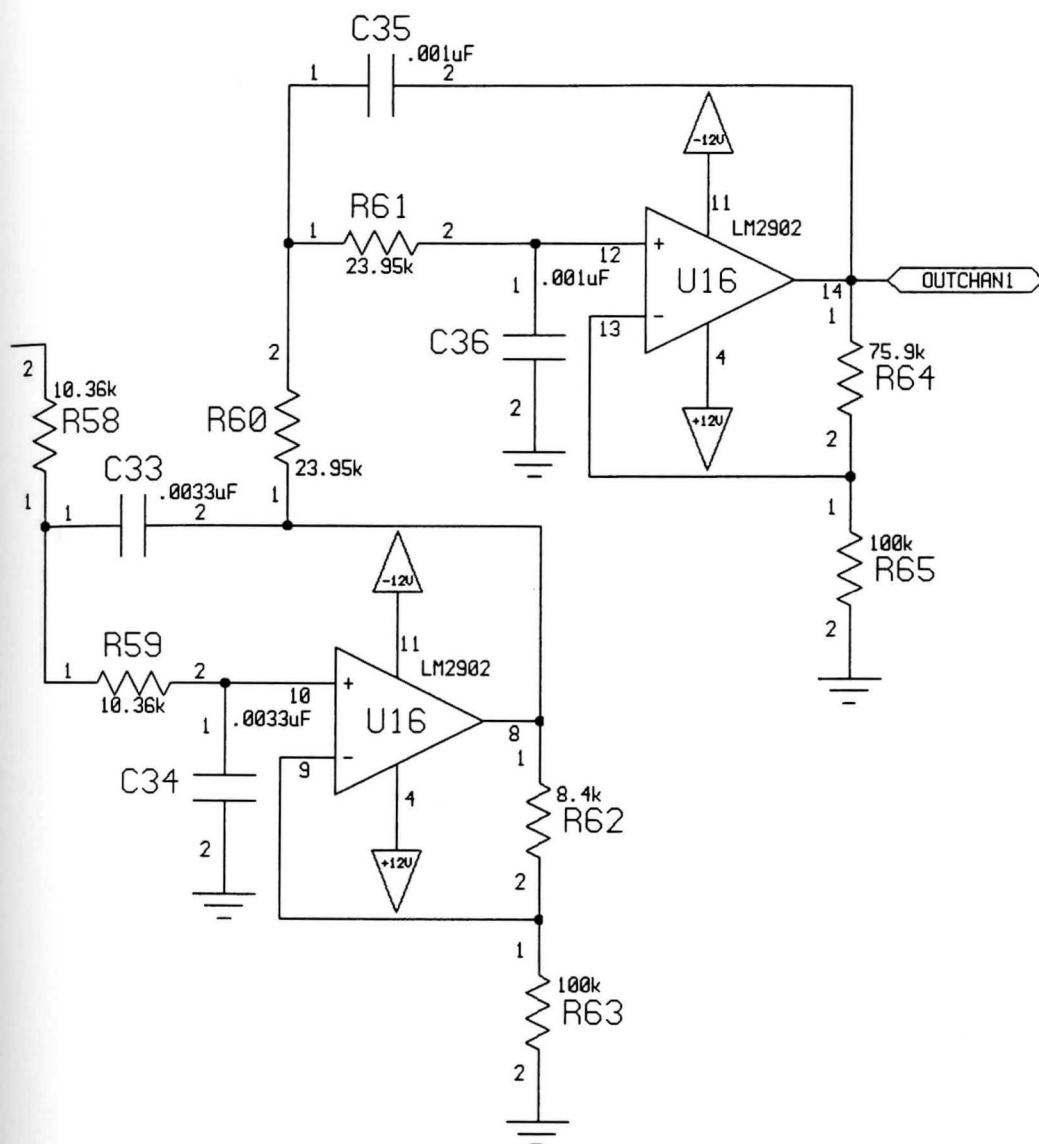 C35
.001uF
1
2
-12V
11
R61
1
2
LM2902
23.95k
12
+
1
.001uF
U16
14
OUTCHAN1
13
-
1
C36
4
75.9k
R64
2
2
2
10.36k
R58
R60
+12V
2
C33
23.95k
.0033uF
1
1
1
1
2
100k
R65
-12V
2
R59
11
LM2902
1
2
10.36k
10
+
1
.0033uF
U16
8
9
-
1
C34
4
8.4k
R62
2
+12V
2
1
100k
R63
2